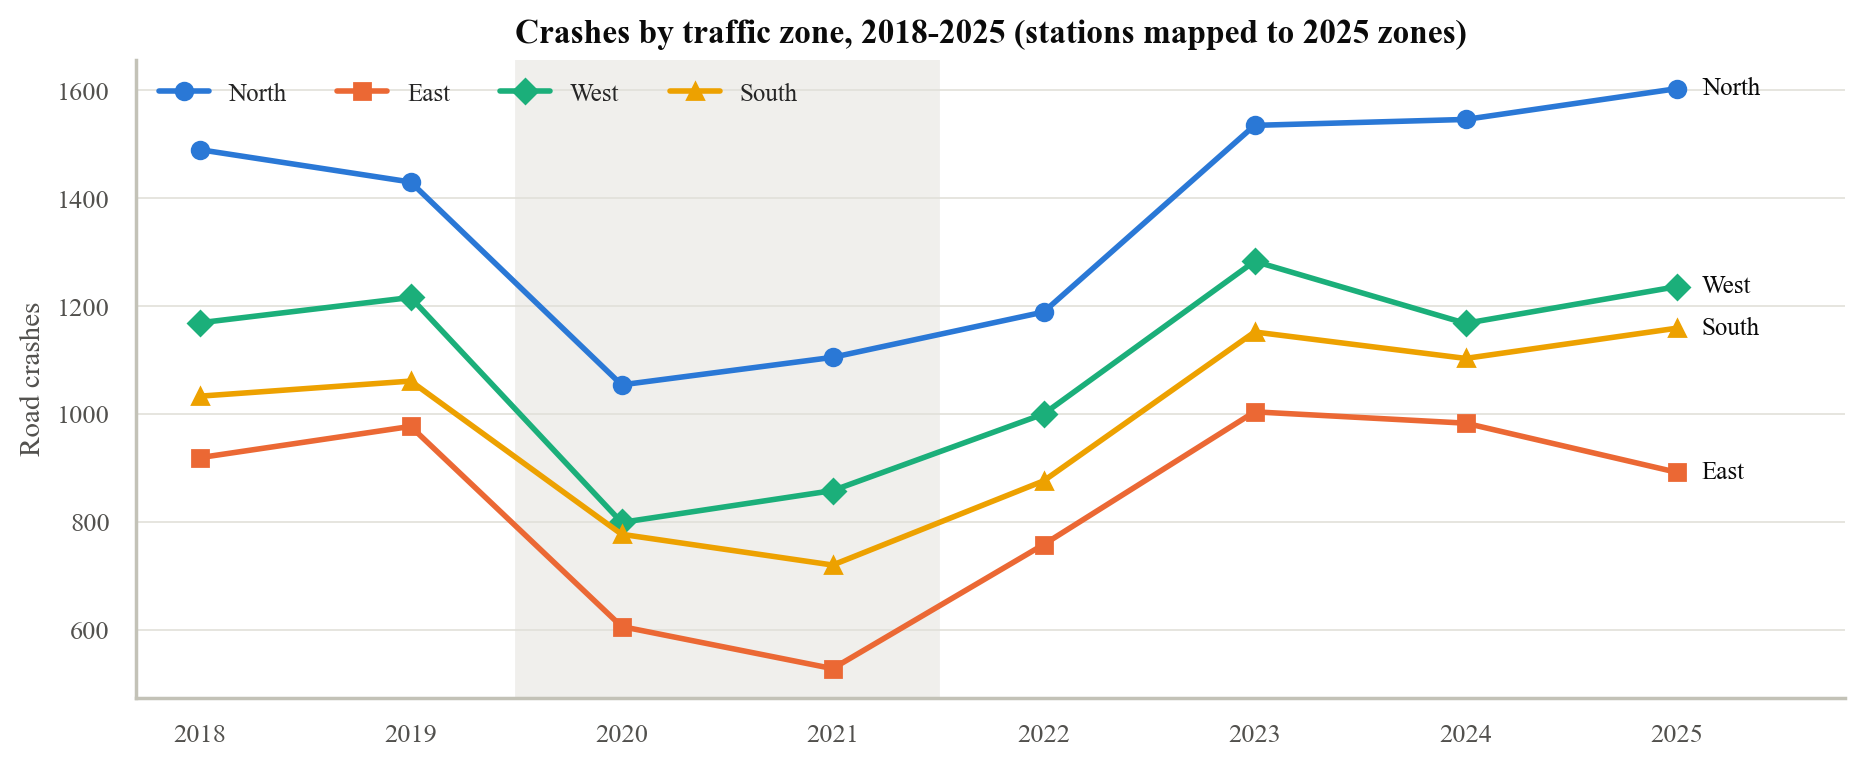 Crashes by traffic zone, 2018-2025 (stations mapped to 2025 zones)
North East West South
1600
1400
1200
1000
800
600
Road crashes
North
West
South
East
2018 2019 2020 2021 2022 2023 2024 2025